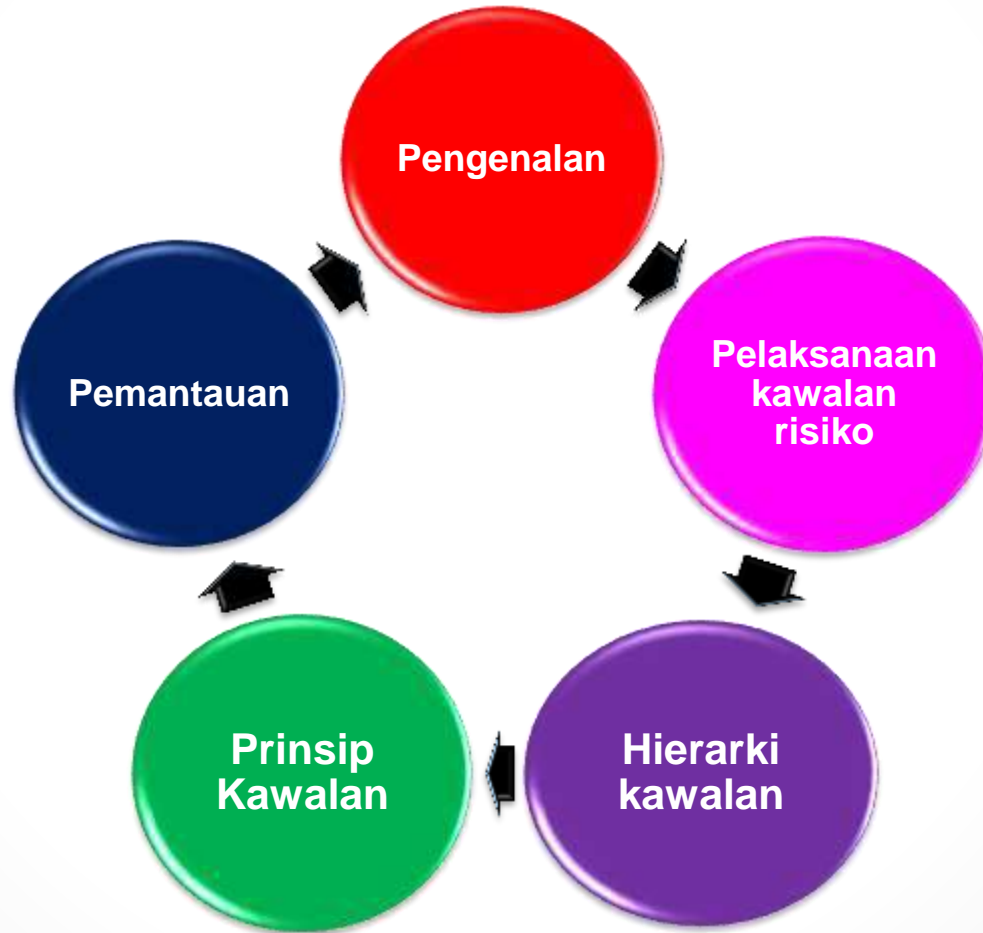 Pengenalan
Pelaksanaan
kawalan
risiko
Hierarki
kawalan
Prinsip
Kawalan
Pemantauan